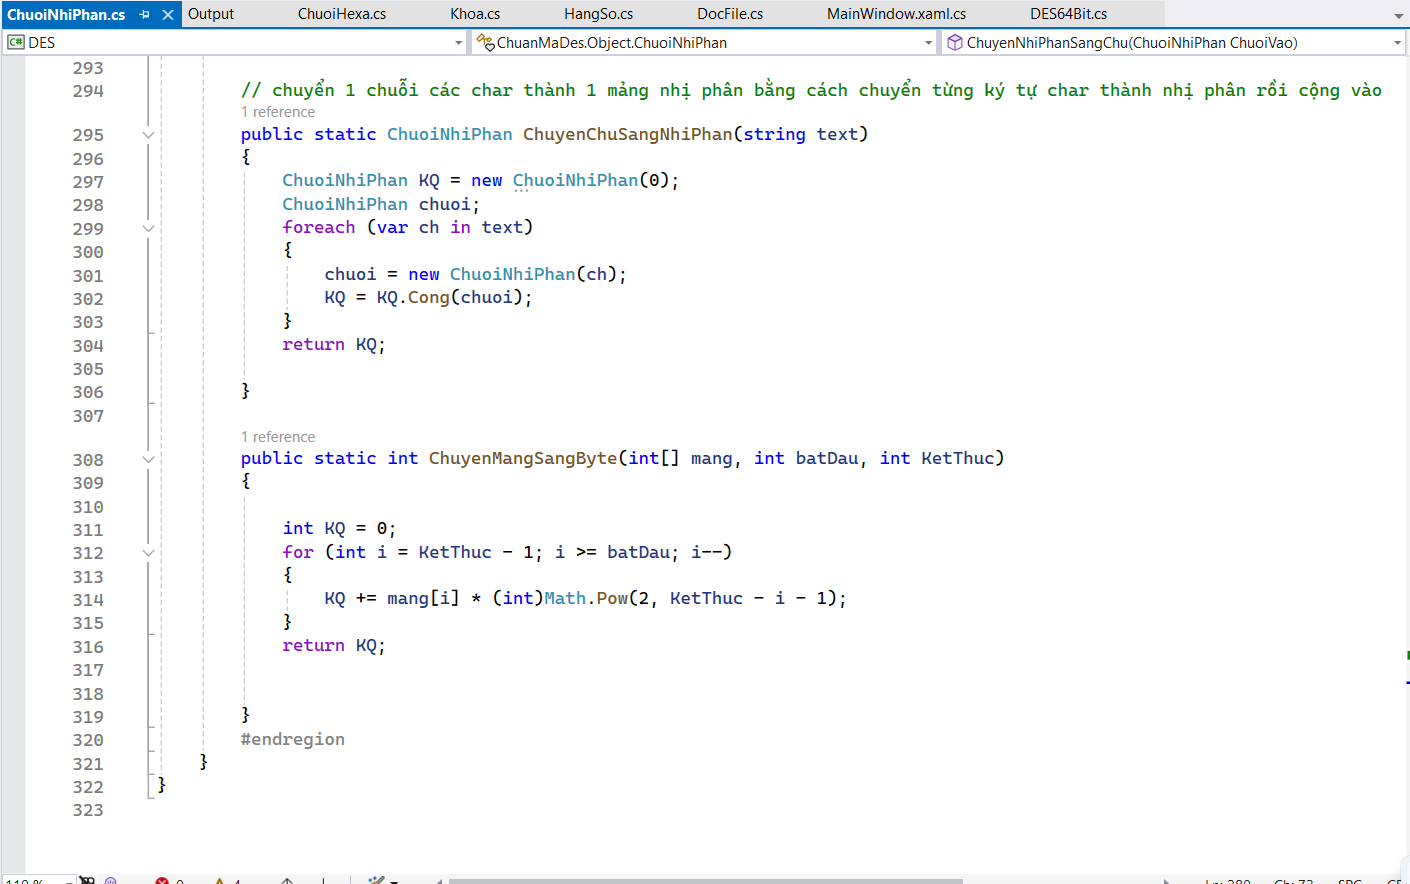 ChuoiNhiPhan.cs Output ChuoiHexa.cs Khoa.cs HangSo.cs DocFile.cs MainWindow.xaml.cs DES64Bit.cs
C# DES ChuanMaDes.Object.ChuoiNhiPhan ChuyenNhiPhanSangChu(ChuoiNhiPhan ChuoiVao)
293
294 // chuyển 1 chuỗi các char thành 1 mảng nhị phân bằng cách chuyển từng ký tự char thành nhị phân rồi cộng vào
1 reference
295 public static ChuoiNhiPhan ChuyenChuSangNhiPhan(string text)
296 {
297 ChuoiNhiPhan KQ = new ChuoiNhiPhan(0);
298 ChuoiNhiPhan chuoi;
299 foreach (var ch in text)
300 {
301 chuoi = new ChuoiNhiPhan(ch);
302 KQ = KQ.Cong(chuoi);
303 }
304 return KQ;
305
306 }
307
1 reference
308 public static int ChuyenMangSangByte(int[] mang, int batDau, int KetThuc)
309 {
310
311 int KQ = 0;
312 for (int i = KetThuc - 1; i >= batDau; i--)
313 {
314 KQ += mang[i] * (int)Math.Pow(2, KetThuc - i - 1);
315 }
316 return KQ;
317
318
319 }
320 #endregion
321 }
322 }
323